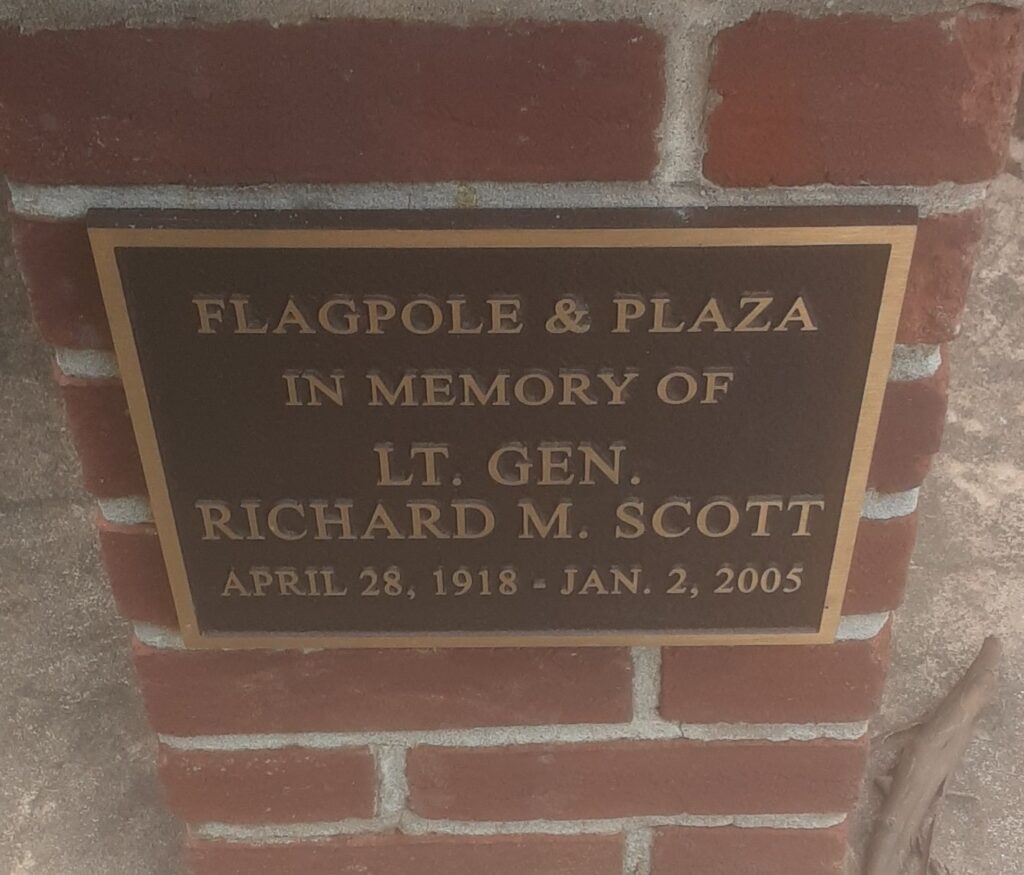 FLAGPOLE & PLAZA
IN MEMORY OF
LT. GEN.
RICHARD M. SCOTT
APRIL 28, 1918 - JAN. 2, 2005